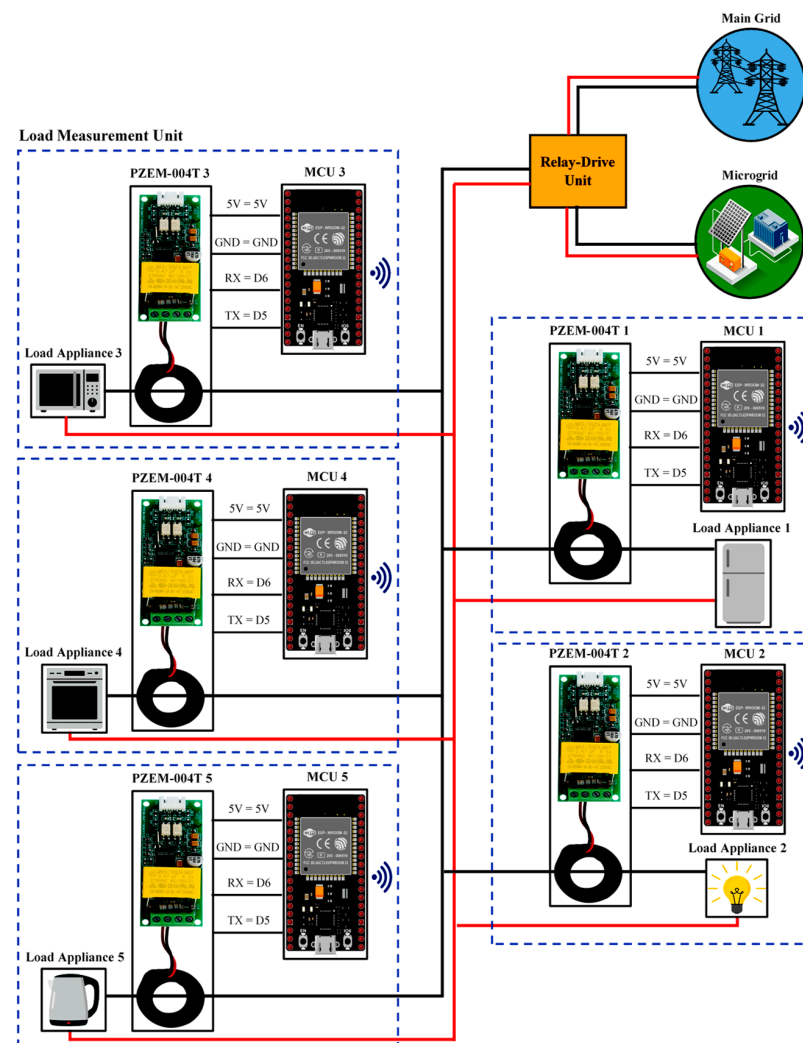 Main Grid
Load Measurement Unit
PZEM-004T 3
MCU 3
Relay-Drive
Unit
Microgrid
5V = 5V
GND = GND
RX = D6
TX = D5
Load Appliance 3
PZEM-004T 1
MCU 1
5V = 5V
GND = GND
RX = D6
TX = D5
Load Appliance 1
PZEM-004T 4
MCU 4
5V = 5V
GND = GND
RX = D6
TX = D5
Load Appliance 4
PZEM-004T 2
MCU 2
5V = 5V
GND = GND
RX = D6
TX = D5
Load Appliance 2
PZEM-004T 5
MCU 5
5V = 5V
GND = GND
RX = D6
TX = D5
Load Appliance 5